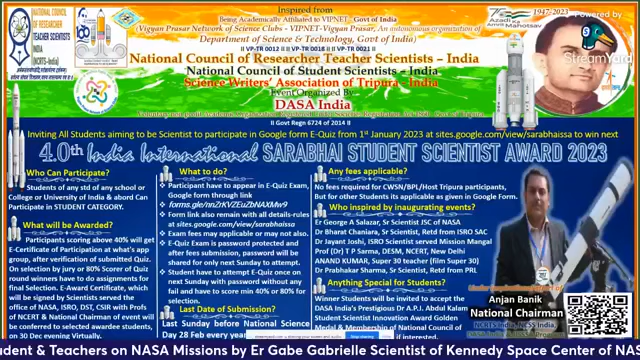 Inspired from
Being Academically Affiliated to VIPNET, Govt of India
(Vigyan Prasar Network of Science Clubs - VIPNET-Vigyan Prasar, An autonomous organization of
Department of Science & Technology, Govt of India)
|| VP-TR 0012 || || VP-TR 0018 || || VP-TR 0021 ||
National Council of Researcher Teacher Scientists – India
National Council of Student Scientists – India
Science Writers' Association of Tripura - India
Event Organized By
DASA India
|| Govt Regn 6724 of 2014 ||
NATIONAL COUNCIL
OF RESEARCHER
TEACHER SCIENTISTS
INDIA
(NCRTS-India)
1947-2023
Azadi Ka
Amrit Mahotsav
Powered by
StreamYard
Inviting All Students aiming to be Scientist to participate in Google form E-Quiz from 1st January 2023 at sites.google.com/view/sarabhaissa to win next
4.0th India International SARABHAI STUDENT SCIENTIST AWARD 2023
Who Can Participate?
Students of any std of any school or
College or University of India & abord Can
Participate in STUDENT CATEGORY.
What will be Awarded?
Participants scoring above 40% will get
E-Certificate of Participation at what's app
group, after verification of submitted Quiz.
On selection by jury or 80% Scorer of Quiz
round winners have to do assignments for
final Selection. E-Award Certificate, which
will be signed by Scientists served the
office of NASA, ISRO, DST, CSIR with Profs
of NCERT & National Chairman of event will
be conferred to selected awardee students,
on 30 Dec evening Virtually.
What to do?
Participant have to appear in E-Quiz Exam,
Google form through link
Form link also remain with all details-rules
at sites.google.com/view/sarabhaissa
Exam fees may applicable or may not also.
E-Quiz Exam is password protected and
after fees submission, password will be
shared for only next Sunday to attempt.
Student have to attempt E-Quiz once on
next Sunday with password without any
fail and have to score min 40% or 80% for
selection.
Last Date of Submission?
Last Sunday before National Science
Day 28 Feb every year
Any fees applicable?
No fees required for CWSN/BPL/Host Tripura participants,
But for other Students its applicable as given in Google Form.
Who inspired by inaugurating events?
Er George A Salazar, Sr Scientist JSC of NASA
Dr Bharat Chaniara, Sr Scientist, Retd from ISRO SAC
Dr Jayant Joshi, ISRO Scientist served Mission Mangal
Prof (Dr) T P Sarma, DESM, NCERT, New Delhi
ANAND KUMAR, Super 30 teacher (film Super 30)
Dr Prabhakar Sharma, Sr Scientist, Retd from PRL
Anything Special for Students?
Winner Students will be invited to accept the
DASA India's Prestigious Dr A.P.J. Abdul Kalam
Student Scientist Innovation Award Golden
Medal & Membership of National Council of
Anjan Banik
National Chairman
NCRTS India, NCSS India,
udent & Teachers on NASA Missions by Er Gabe Gabrielle Scientist of Kennedy Space Center of NA